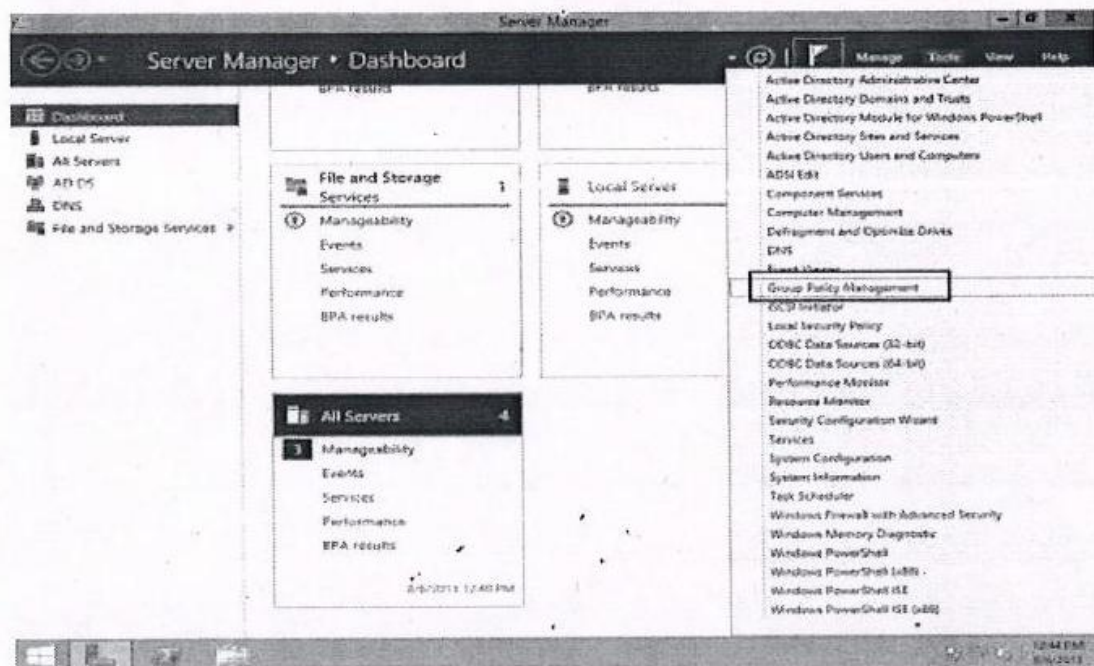 Server Manager
Server Manager • Dashboard
Manage Tools View Help
Dashboard
Local Server
All Servers
AD DS
DNS
File and Storage Services
BPA results
BPA results
File and Storage Services 1
Manageability
Events
Services
Performance
BPA results
Local Server
Manageability
Events
Services
Performance
BPA results
All Servers 4
3 Manageability
Events
Services
Performance
BPA results
12:40 PM
Active Directory Administrative Center
Active Directory Domains and Trusts
Active Directory Module for Windows PowerShell
Active Directory Sites and Services
Active Directory Users and Computers
ADSI Edit
Component Services
Computer Management
Defragment and Optimize Drives
DNS
Event Viewer
Group Policy Management
iSCSI Initiator
Local Security Policy
ODBC Data Sources (32-bit)
ODBC Data Sources (64-bit)
Performance Monitor
Resource Monitor
Security Configuration Wizard
Services
System Configuration
System Information
Task Scheduler
Windows Firewall with Advanced Security
Windows Memory Diagnostic
Windows PowerShell
Windows PowerShell (x86)
Windows PowerShell ISE
Windows PowerShell ISE (x86)
12:44 PM